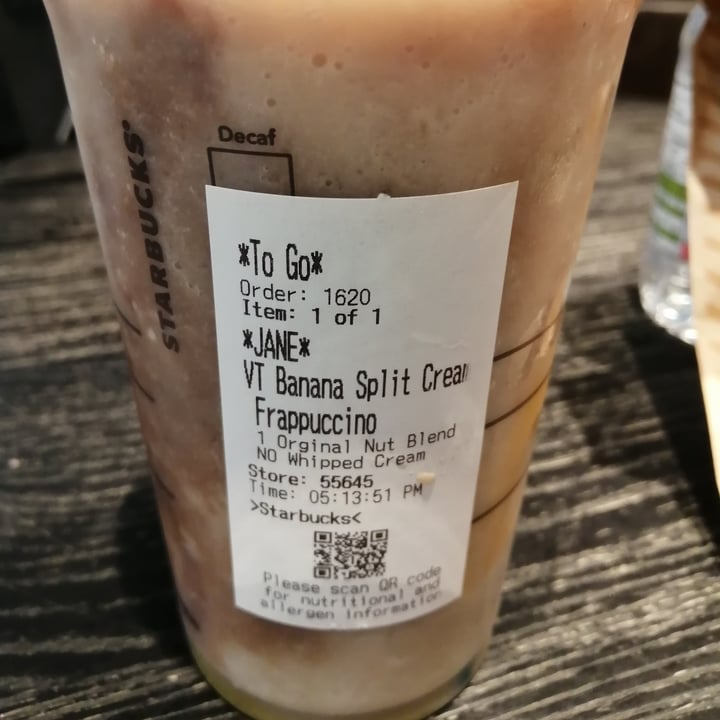 Decaf
STARBUCKS®
*To Go*
Order: 1620
Item: 1 of 1
*JANE*
VT Banana Split Cream
Frappuccino
1 Orginal Nut Blend
NO Whipped Cream
Store: 55645
Time: 05:13:51 PM
>Starbucks<
Please scan QR code
for nutritional and
allergen information